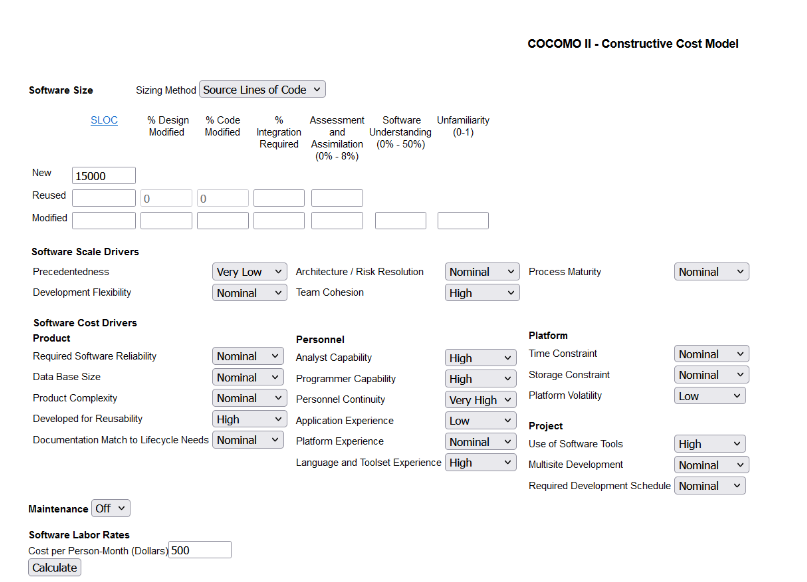 COCOMO II - Constructive Cost Model
Software Size Sizing Method Source Lines of Code
SLOC % Design Modified % Code Modified % Integration Required Assessment and Assimilation (0% - 8%) Software Understanding (0% - 50%) Unfamiliarity (0-1)
New 15000
Reused 0 0
Modified
Software Scale Drivers
Precedentedness Very Low Architecture / Risk Resolution Nominal Process Maturity Nominal
Development Flexibility Nominal Team Cohesion High
Software Cost Drivers
Product
Required Software Reliability Nominal
Data Base Size Nominal
Product Complexity Nominal
Developed for Reusability High
Documentation Match to Lifecycle Needs Nominal
Personnel
Analyst Capability High
Programmer Capability High
Personnel Continuity Very High
Application Experience Low
Platform Experience Nominal
Language and Toolset Experience High
Platform
Time Constraint Nominal
Storage Constraint Nominal
Platform Volatility Low
Project
Use of Software Tools High
Multisite Development Nominal
Required Development Schedule Nominal
Maintenance Off
Software Labor Rates
Cost per Person-Month (Dollars) 500
Calculate